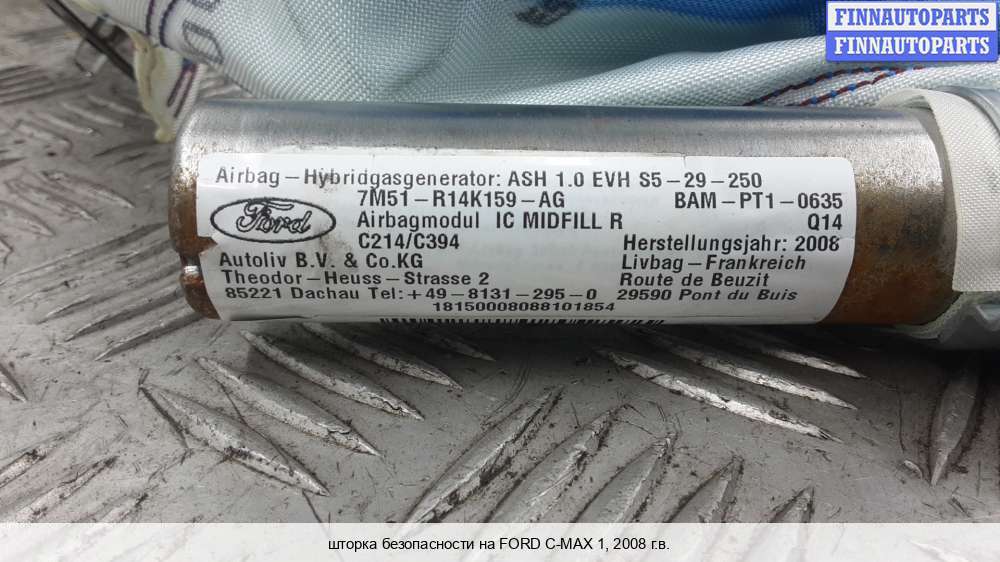 FINNAUTOPARTS
FINNAUTOPARTS
Airbag–Hybridgasgenerator: ASH 1.0 EVH S5–29–250
7M51–R14K159–AG BAM–PT1–0635
Ford Airbagmodul IC MIDFILL R Q14
C214/C394 Herstellungsjahr: 2008
Autoliv B.V. & Co.KG Livbag–Frankreich
Theodor–Heuss–Strasse 2 Route de Beuzit
85221 Dachau Tel:+49–8131–295–0 29590 Pont du Buis
18150008088101854
шторка безопасности на FORD C-MAX 1, 2008 г.в.